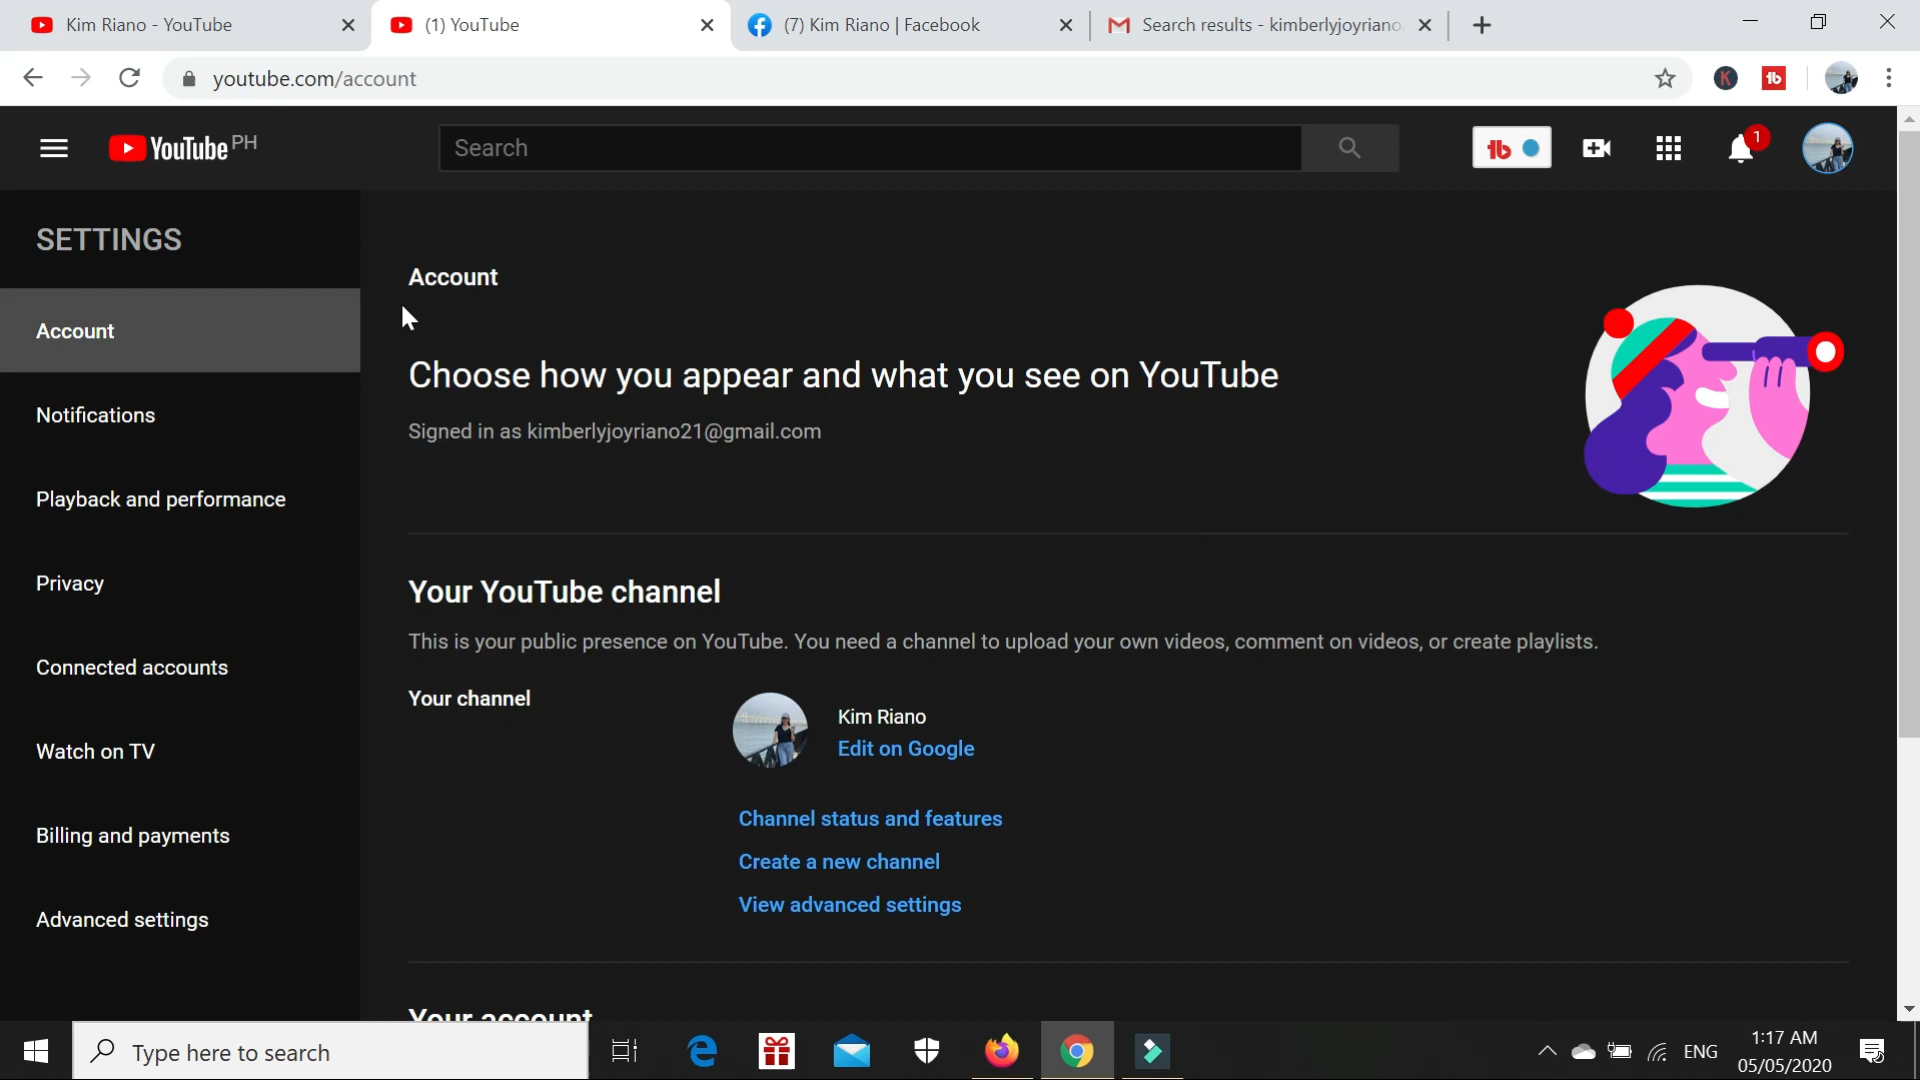 Kim Riano - YouTube
(1) YouTube
(7) Kim Riano | Facebook
Search results - kimberlyjoyriano
youtube.com/account
K
YouTube PH
Search
1
SETTINGS
Account
Notifications
Playback and performance
Privacy
Connected accounts
Watch on TV
Billing and payments
Advanced settings
Account
Choose how you appear and what you see on YouTube
Signed in as kimberlyjoyriano21@gmail.com
Your YouTube channel
This is your public presence on YouTube. You need a channel to upload your own videos, comment on videos, or create playlists.
Your channel
Kim Riano
Edit on Google
Channel status and features
Create a new channel
View advanced settings
Your account
Type here to search
ENG
1:17 AM
05/05/2020